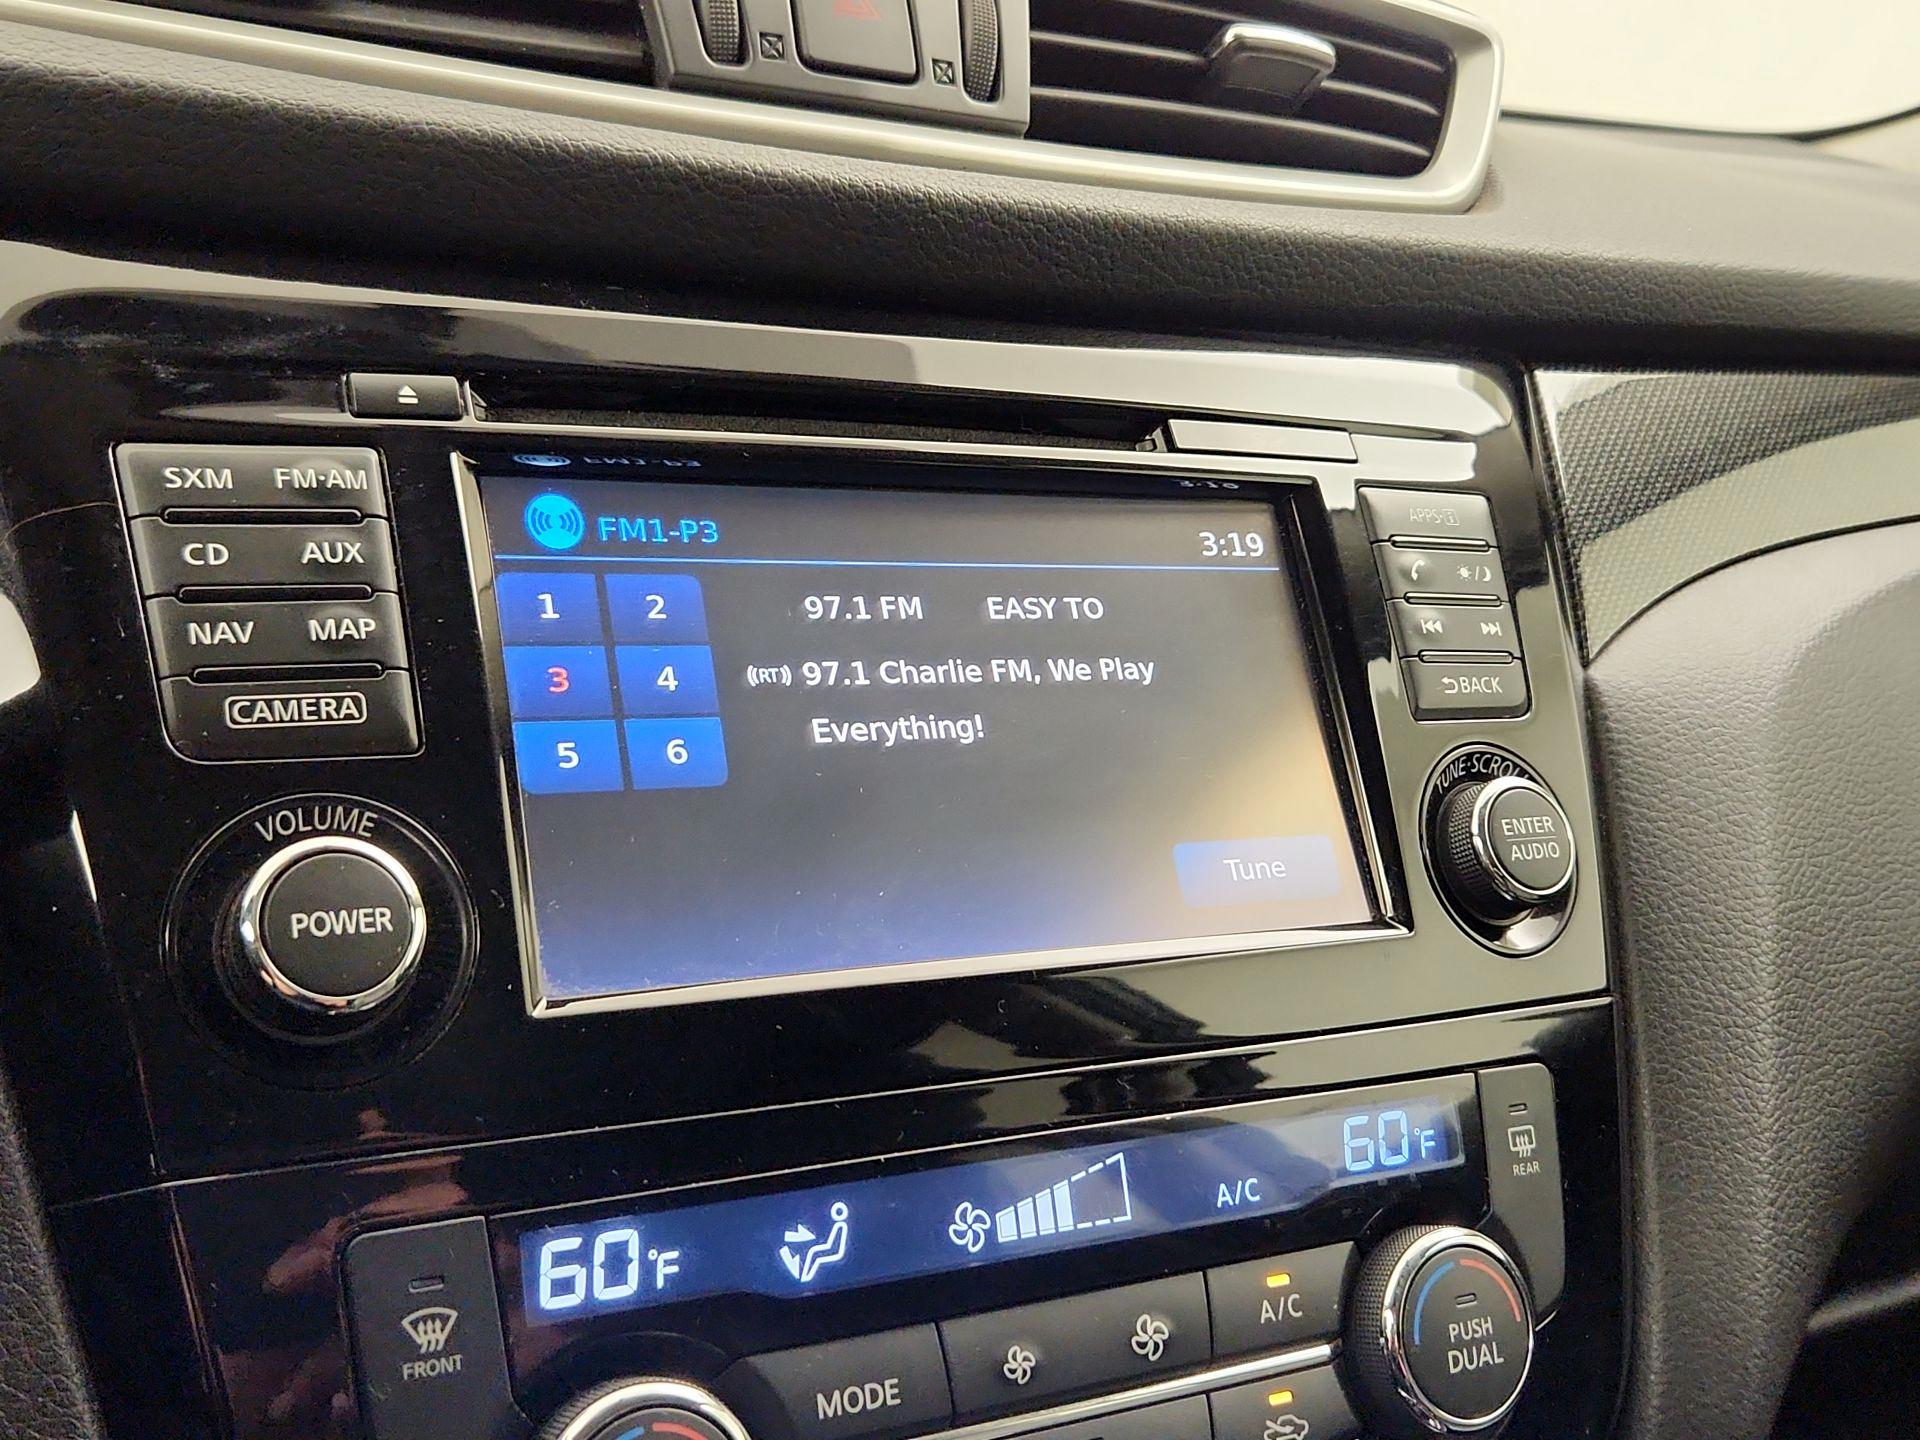 SXM FM·AM
CD AUX
NAV MAP
CAMERA
VOLUME
POWER
FM1-P3
3:19
1 2
3 4
5 6
97.1 FM EASY TO
((RT)) 97.1 Charlie FM, We Play
Everything!
Tune
APPS·i
BACK
TUNE·SCROLL
ENTER
AUDIO
60°F
A/C
60°F
REAR
FRONT
MODE
A/C
PUSH
DUAL